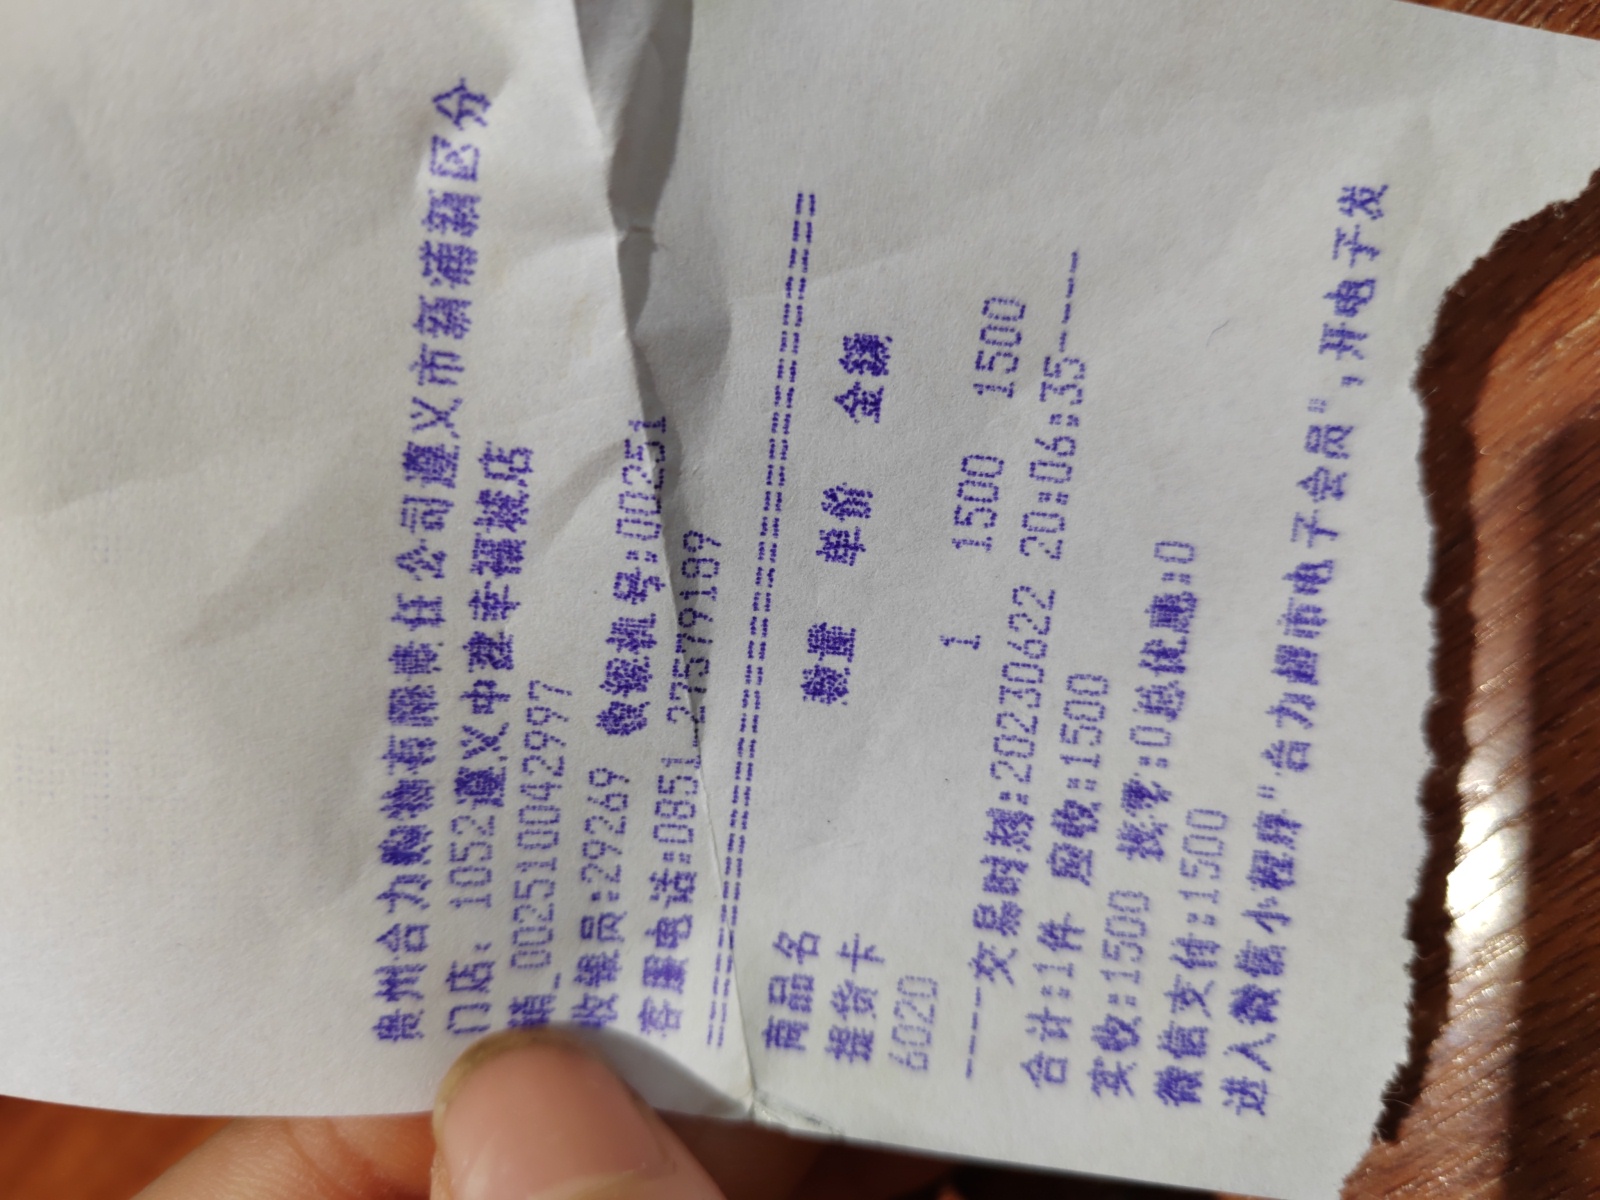 贵州合力购物有限责任公司遵义市新蒲新区分
门店: 1052遵义中建幸福城店
销_002510042997
收银员:29269 收银机号:00251
客服电话:0851_27579189
==========================================
商品名 数量 单价 金额
提货卡
6020 1 1500 1500
----交易时刻:20230622 20:06:35----
合计:1件 应收:1500
实收:1500 找零:0总优惠:0
微信支付:1500
进入微信小程序"合力超市电子会员",开电子发